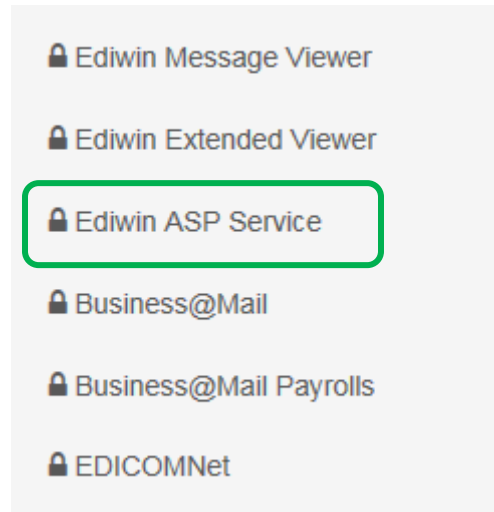 Ediwin Message Viewer
Ediwin Extended Viewer
Ediwin ASP Service
Business@Mail
Business@Mail Payrolls
EDICOMNet